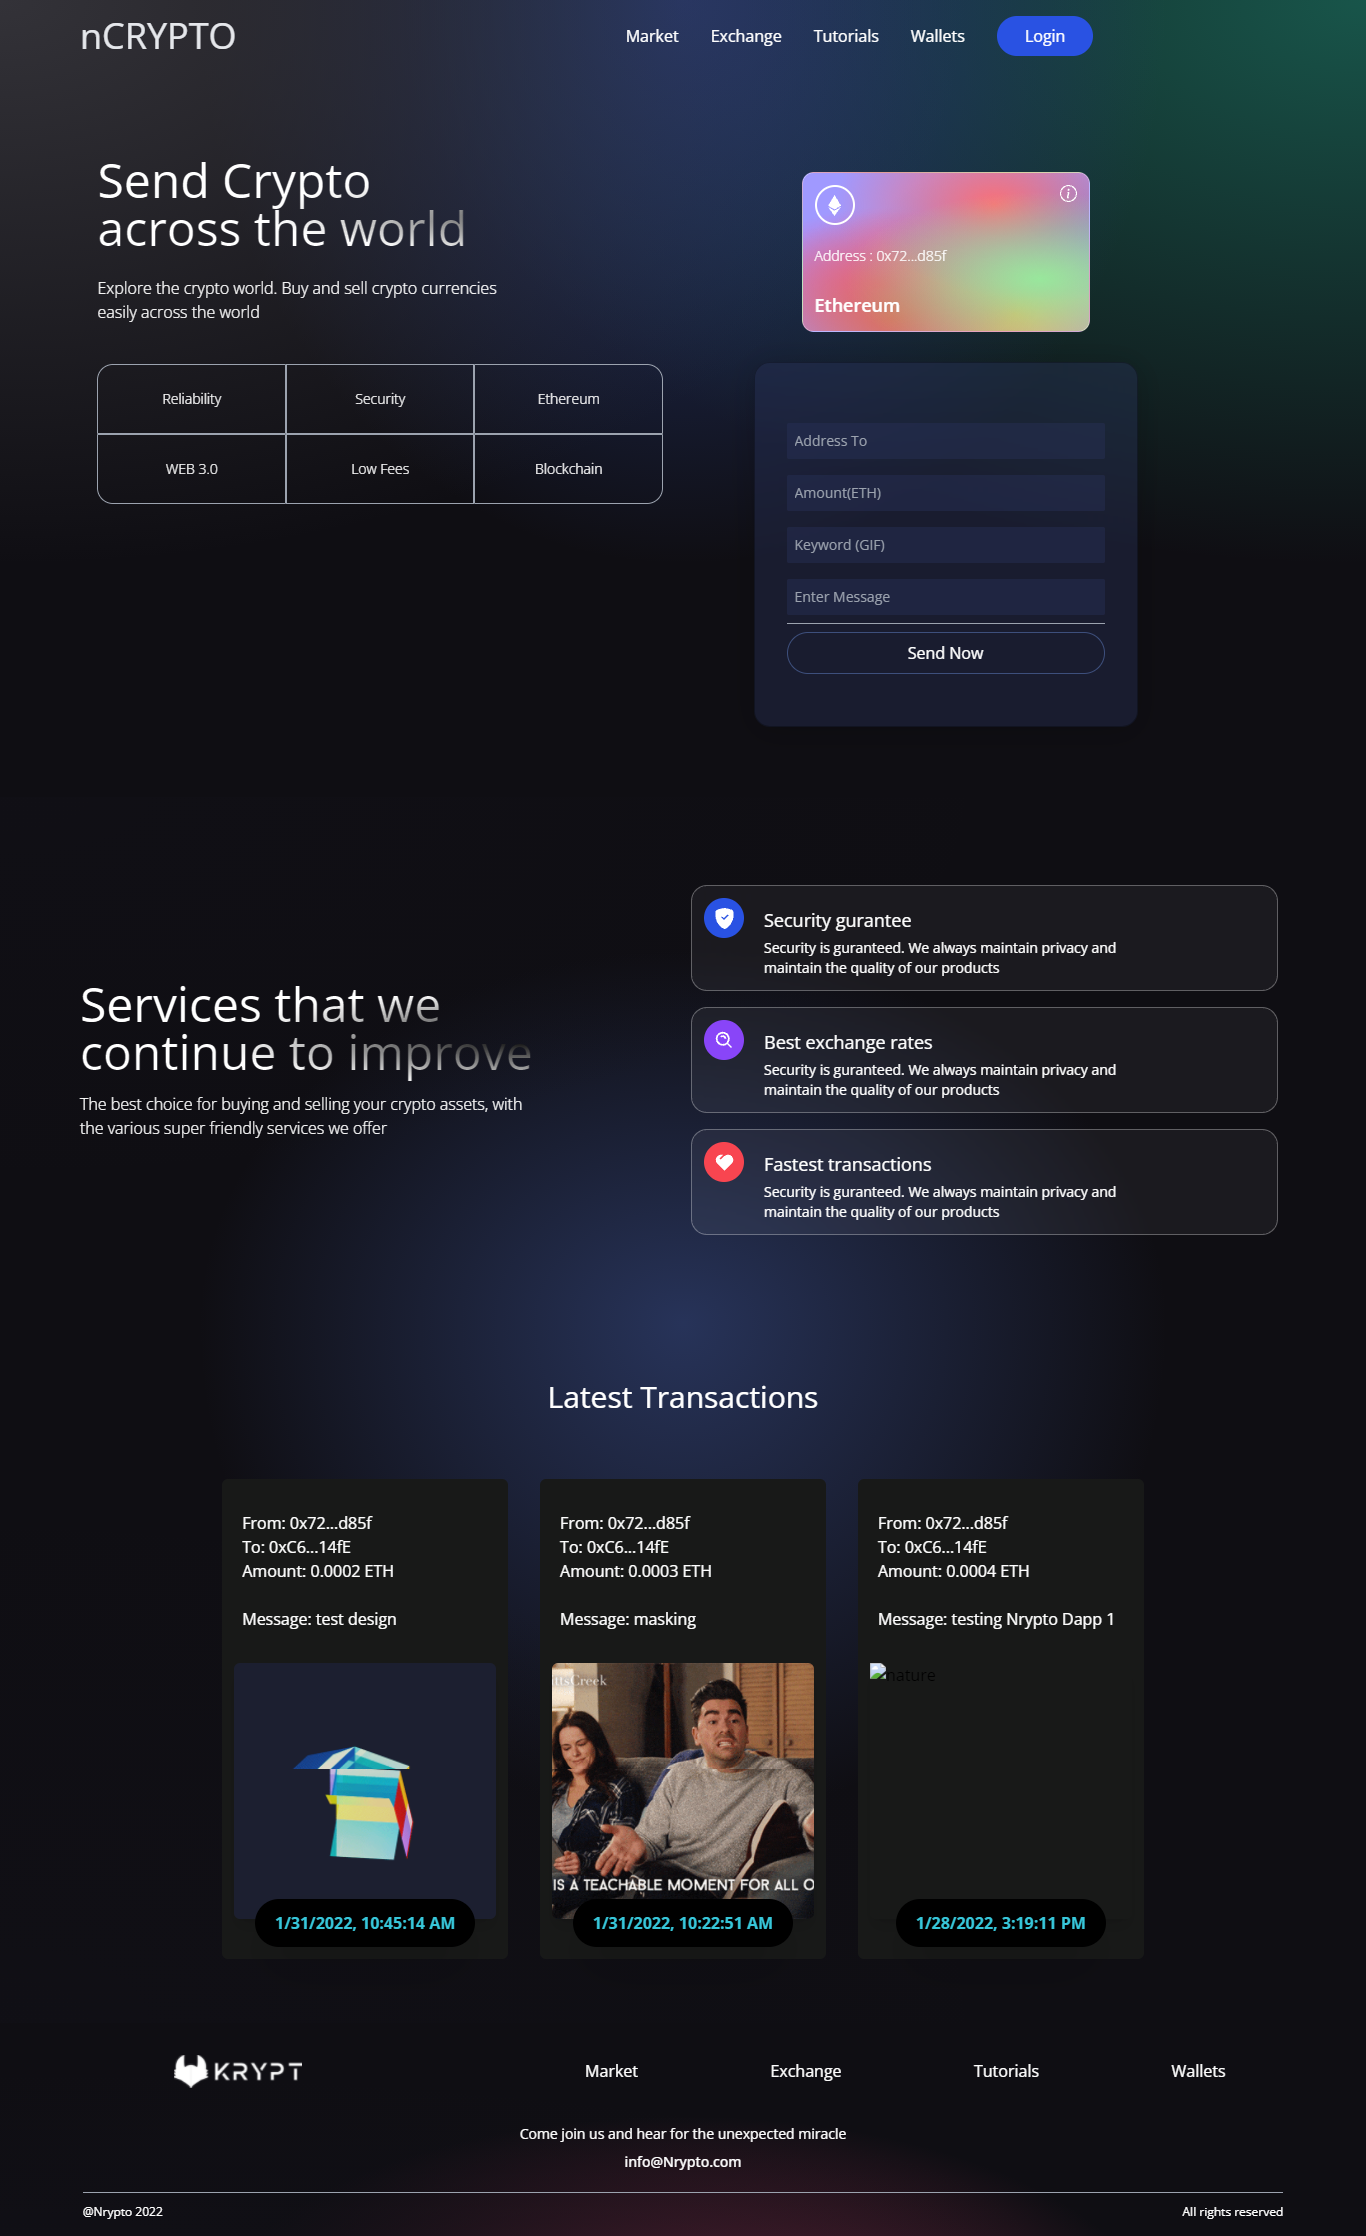 nCRYPTO
Market
Exchange
Tutorials
Wallets
Login
Send Crypto
across the world
Explore the crypto world. Buy and sell crypto currencies
easily across the world
Reliability
Security
Ethereum
WEB 3.0
Low Fees
Blockchain
Address : 0x72...d85f
Ethereum
Address To
Amount(ETH)
Keyword (GIF)
Enter Message
Send Now
Services that we
continue to improve
The best choice for buying and selling your crypto assets, with
the various super friendly services we offer
Security gurantee
Security is guranteed. We always maintain privacy and
maintain the quality of our products
Best exchange rates
Security is guranteed. We always maintain privacy and
maintain the quality of our products
Fastest transactions
Security is guranteed. We always maintain privacy and
maintain the quality of our products
Latest Transactions
From: 0x72...d85f
To: 0xC6...14fE
Amount: 0.0002 ETH
Message: test design
1/31/2022, 10:45:14 AM
From: 0x72...d85f
To: 0xC6...14fE
Amount: 0.0003 ETH
Message: masking
ttsCreek
IS A TEACHABLE MOMENT FOR ALL O
1/31/2022, 10:22:51 AM
From: 0x72...d85f
To: 0xC6...14fE
Amount: 0.0004 ETH
Message: testing Nrypto Dapp 1
nature
1/28/2022, 3:19:11 PM
KRYPT
Market
Exchange
Tutorials
Wallets
Come join us and hear for the unexpected miracle
info@Nrypto.com
@Nrypto 2022
All rights reserved